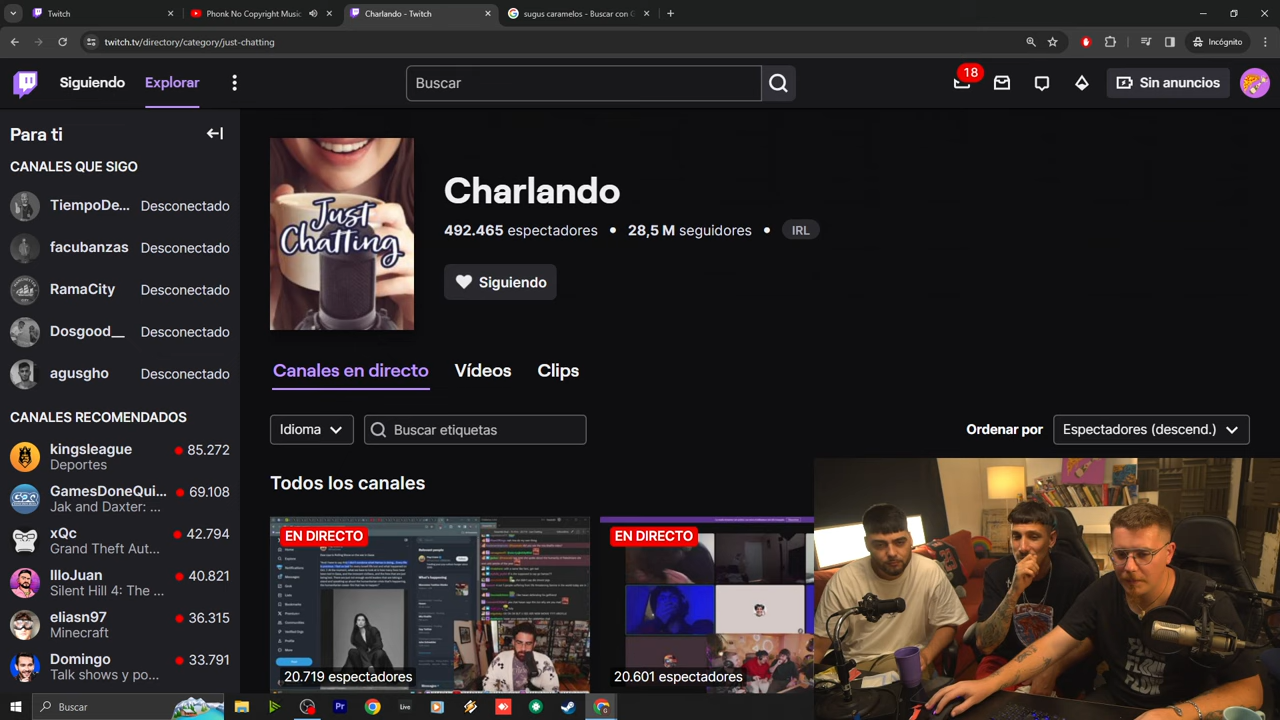 Twitch
Phonk No Copyright Music
Charlando - Twitch
sugus caramelos - Buscar con G
twitch.tv/directory/category/just-chatting
Incógnito
Siguiendo
Explorar
Buscar
18
Sin anuncios
Para ti
CANALES QUE SIGO
TiempoDe... Desconectado
facubanzas Desconectado
RamaCity Desconectado
Dosgood__ Desconectado
agusgho Desconectado
CANALES RECOMENDADOS
kingsleague 85.272
Deportes
GamesDoneQui... 69.108
Jak and Daxter: ...
xQc 42.794
Grand Theft Aut...
IlloJuan 40.821
Silent Hill 4: The ...
elian97 36.315
Minecraft
Domingo 33.791
Talk shows y po...
Just
Chatting
Charlando
492.465 espectadores • 28,5 M seguidores • IRL
Siguiendo
Canales en directo
Vídeos
Clips
Idioma
Buscar etiquetas
Ordenar por
Espectadores (descend.)
Todos los canales
EN DIRECTO
20.719 espectadores
EN DIRECTO
20.601 espectadores
Buscar
Pr
Live